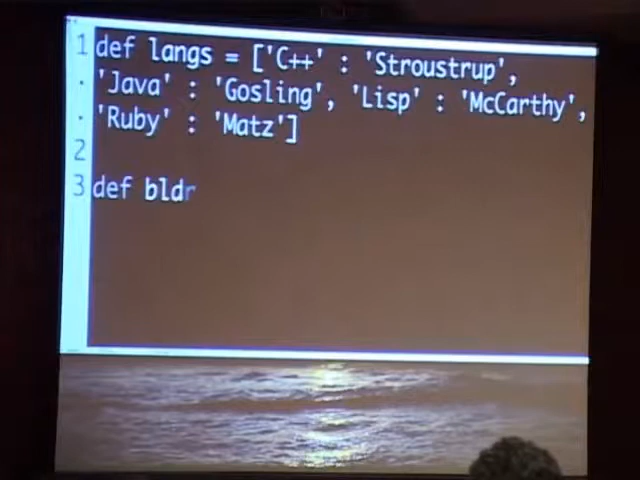 1 def langs = ['C++' : 'Stroustrup',
· 'Java' : 'Gosling', 'Lisp' : 'McCarthy',
· 'Ruby' : 'Matz']
2
3 def bldr